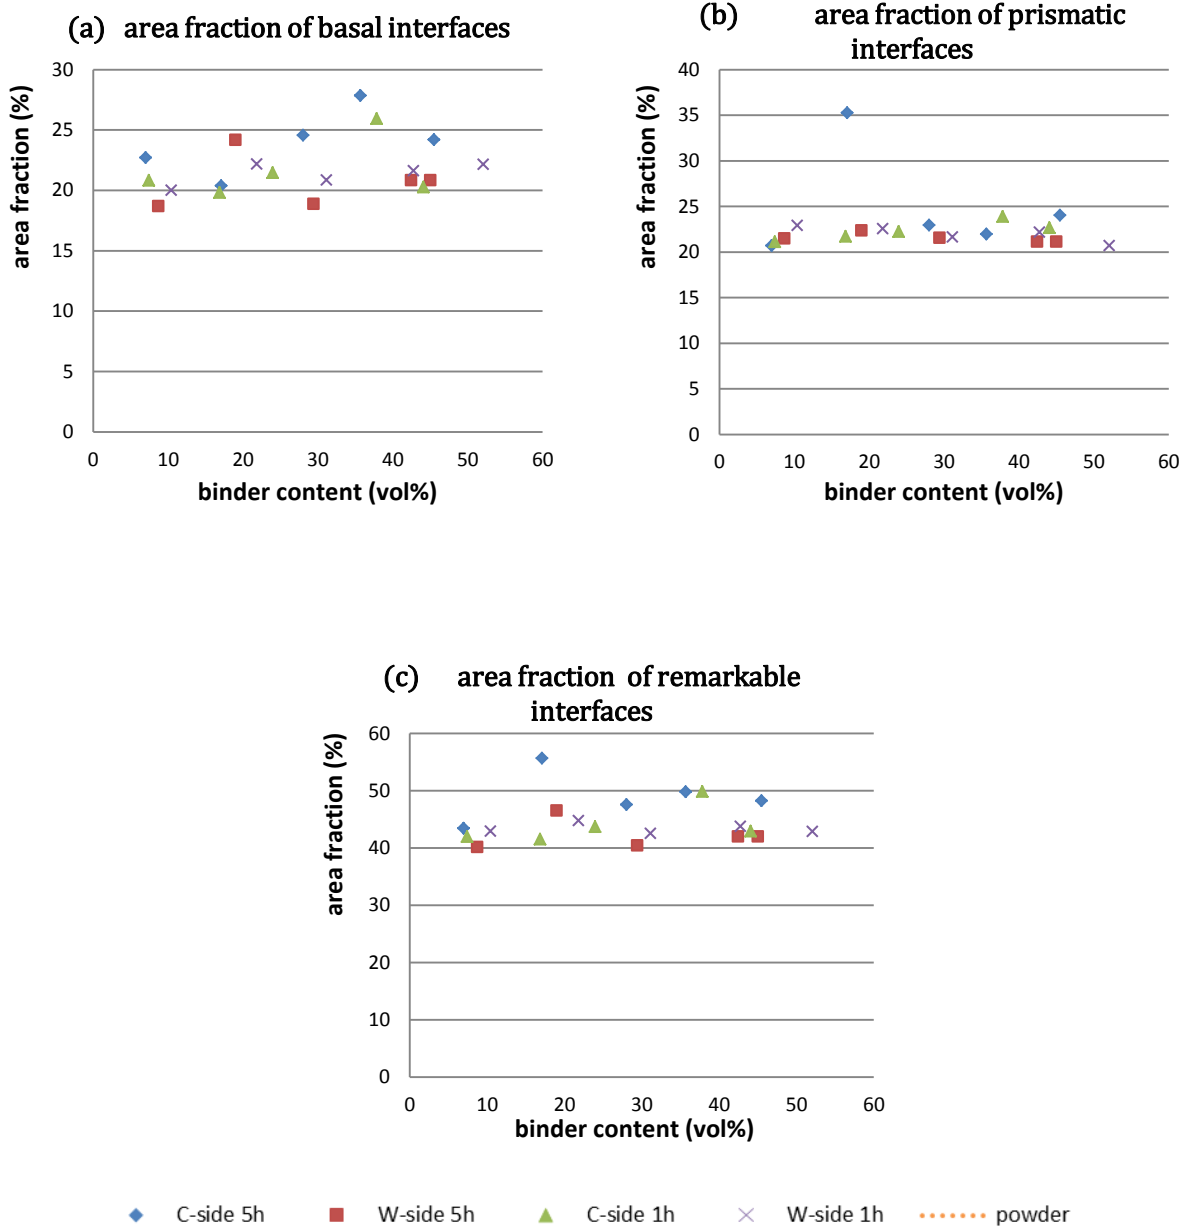 (a) area fraction of basal interfaces
area fraction (%)
30
25
20
15
10
5
0
0 10 20 30 40 50 60
binder content (vol%)
(b) area fraction of prismatic
interfaces
area fraction (%)
40
35
30
25
20
15
10
5
0
0 10 20 30 40 50 60
binder content (vol%)
(c) area fraction of remarkable
interfaces
area fraction (%)
60
50
40
30
20
10
0
0 10 20 30 40 50 60
binder content (vol%)
C-side 5h W-side 5h C-side 1h W-side 1h powder